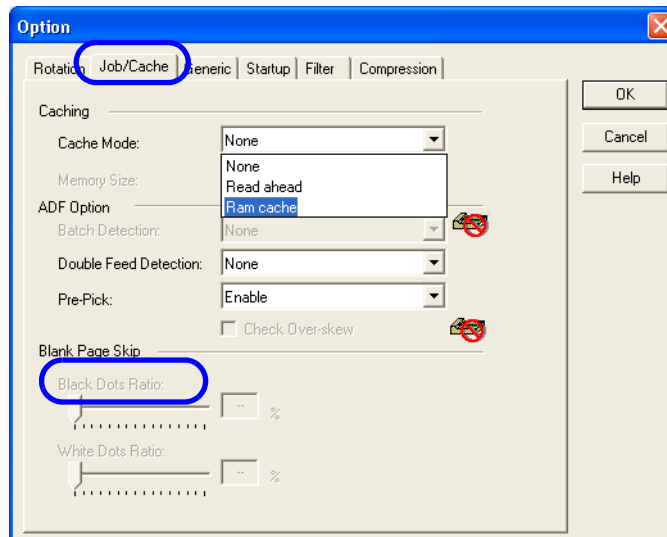 Option
Rotation Job/Cache Generic Startup Filter Compression
OK
Caching
Cache Mode: None
Cancel
None
Memory Size:
Read ahead
Help
Ram cache
ADF Option
Batch Detection: None
Double Feed Detection: None
Pre-Pick: Enable
Check Over-skew
Blank Page Skip
Black Dots Ratio:
-- %
White Dots Ratio:
-- %